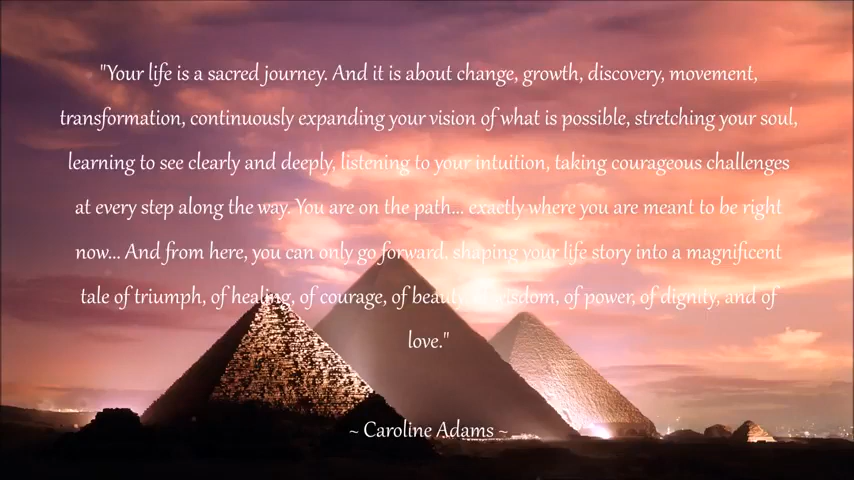 "Your life is a sacred journey. And it is about change, growth, discovery, movement,
transformation, continuously expanding your vision of what is possible, stretching your soul,
learning to see clearly and deeply, listening to your intuition, taking courageous challenges
at every step along the way. You are on the path... exactly where you are meant to be right
now... And from here, you can only go forward, shaping your life story into a magnificent
tale of triumph, of healing, of courage, of beauty, of wisdom, of power, of dignity, and of
love."
~ Caroline Adams ~